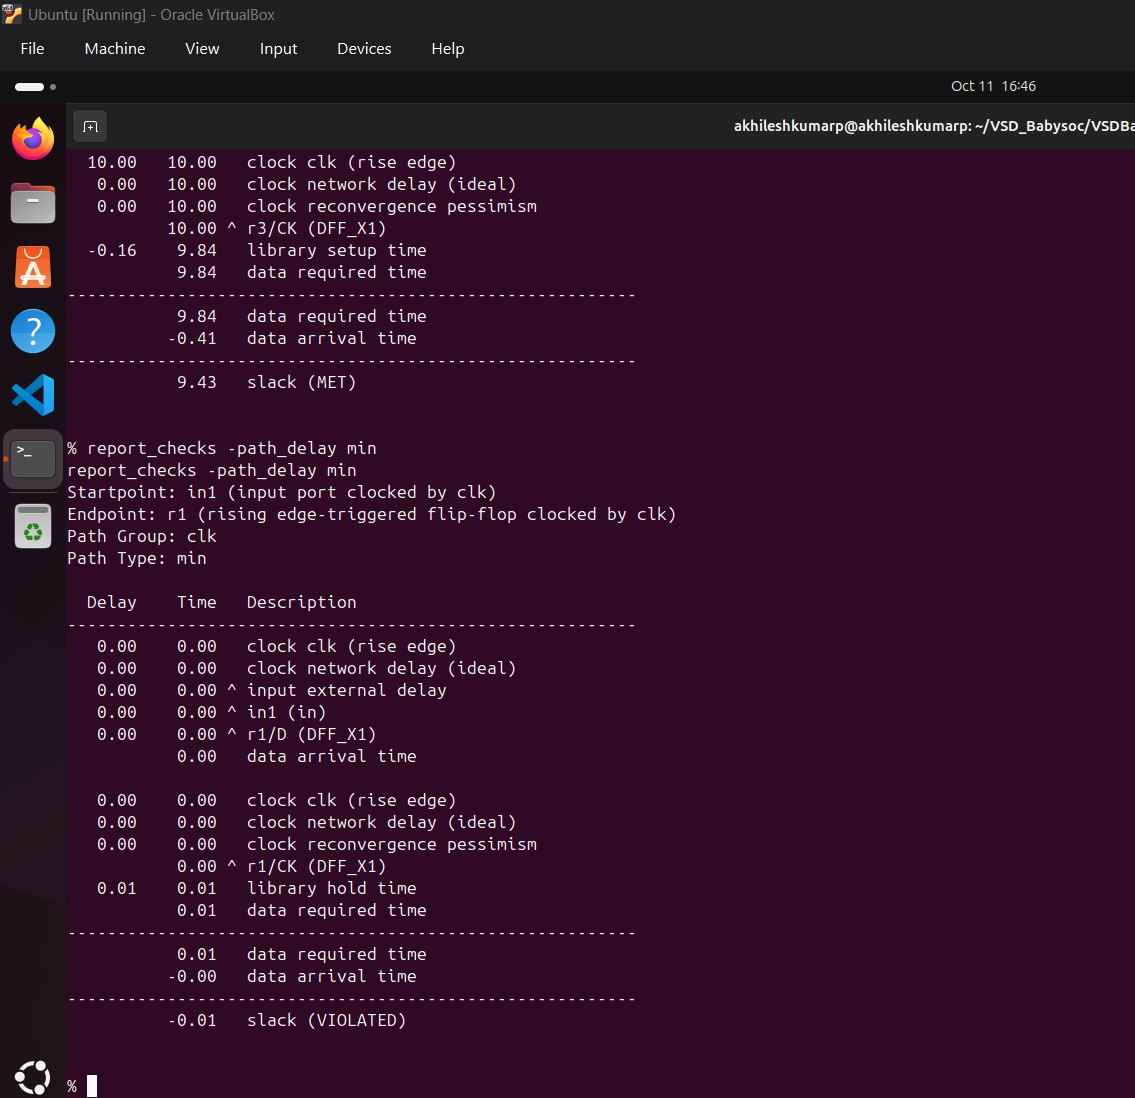 Ubuntu [Running] - Oracle VirtualBox
File Machine View Input Devices Help
Oct 11 16:46
akhileshkumarp@akhileshkumarp: ~/VSD_Babysoc/VSDBa
10.00 10.00 clock clk (rise edge)
0.00 10.00 clock network delay (ideal)
0.00 10.00 clock reconvergence pessimism
10.00 ^ r3/CK (DFF_X1)
-0.16 9.84 library setup time
9.84 data required time
---------------------------------------------------------
9.84 data required time
-0.41 data arrival time
---------------------------------------------------------
9.43 slack (MET)
% report_checks -path_delay min
report_checks -path_delay min
Startpoint: in1 (input port clocked by clk)
Endpoint: r1 (rising edge-triggered flip-flop clocked by clk)
Path Group: clk
Path Type: min
Delay Time Description
---------------------------------------------------------
0.00 0.00 clock clk (rise edge)
0.00 0.00 clock network delay (ideal)
0.00 0.00 ^ input external delay
0.00 0.00 ^ in1 (in)
0.00 0.00 ^ r1/D (DFF_X1)
0.00 data arrival time
0.00 0.00 clock clk (rise edge)
0.00 0.00 clock network delay (ideal)
0.00 0.00 clock reconvergence pessimism
0.00 ^ r1/CK (DFF_X1)
0.01 0.01 library hold time
0.01 data required time
---------------------------------------------------------
0.01 data required time
-0.00 data arrival time
---------------------------------------------------------
-0.01 slack (VIOLATED)
%